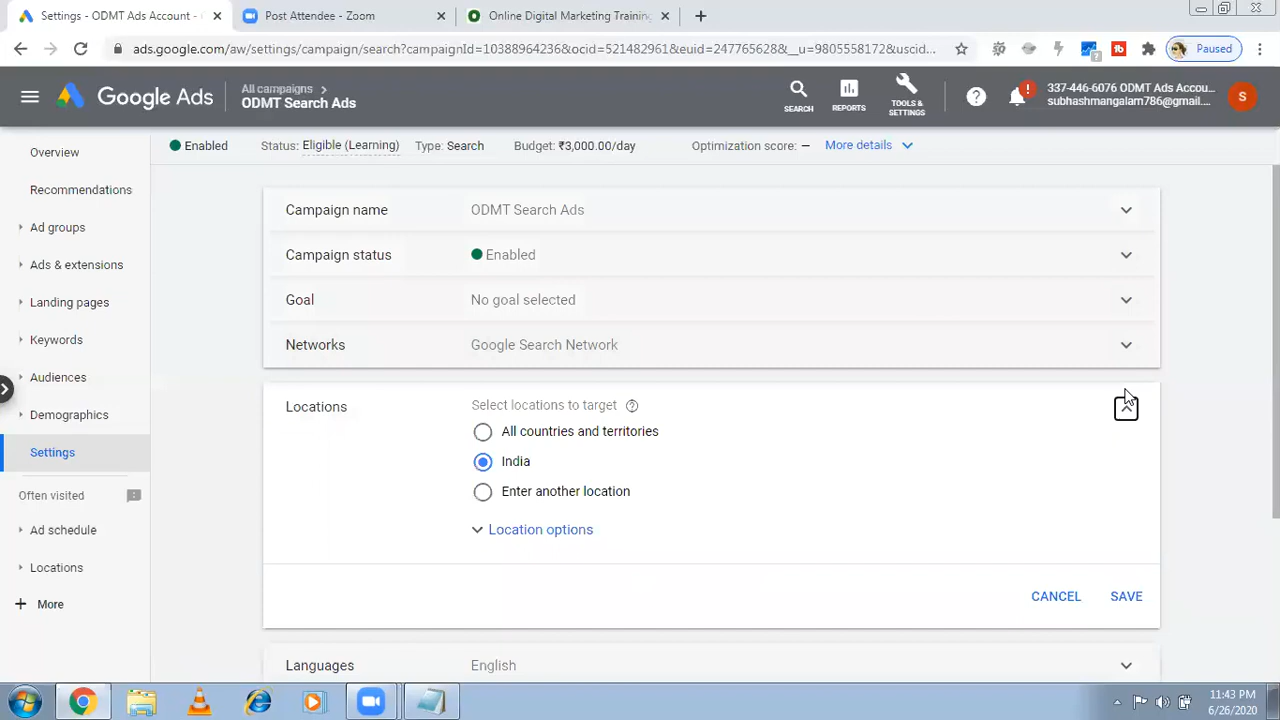 Settings - ODMT Ads Account -
Post Attendee - Zoom
Online Digital Marketing Training
ads.google.com/aw/settings/campaign/search?campaignId=10388964236&ocid=521482961&euid=247765628&__u=9805558172&uscid...
Paused
Google Ads
All campaigns
ODMT Search Ads
SEARCH
REPORTS
TOOLS &
SETTINGS
337-446-6076 ODMT Ads Accou...
subhashmangalam786@gmail....
S
Enabled
Status: Eligible (Learning)
Type: Search
Budget: ₹3,000.00/day
Optimization score: –
More details
Overview
Recommendations
Ad groups
Ads & extensions
Landing pages
Keywords
Audiences
Demographics
Settings
Often visited
Ad schedule
Locations
More
Campaign name
ODMT Search Ads
Campaign status
Enabled
Goal
No goal selected
Networks
Google Search Network
Locations
Select locations to target
All countries and territories
India
Enter another location
Location options
CANCEL
SAVE
Languages
English
11:43 PM
6/26/2020